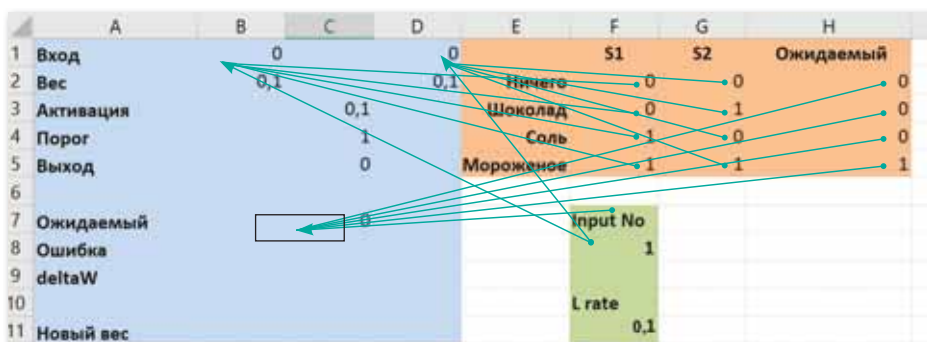 A B C D E F G H
1 Вход 0 0 S1 S2 Ожидаемый
2 Вес 0,1 0,1 Ничего 0 0 0
3 Активация 0,1 Шоколад 0 1 0
4 Порог 1 Соль 1 0 0
5 Выход 0 Мороженое 1 1 1
6
7 Ожидаемый 0 Input No
8 Ошибка 1
9 deltaW
10 L rate
11 Новый вес 0,1